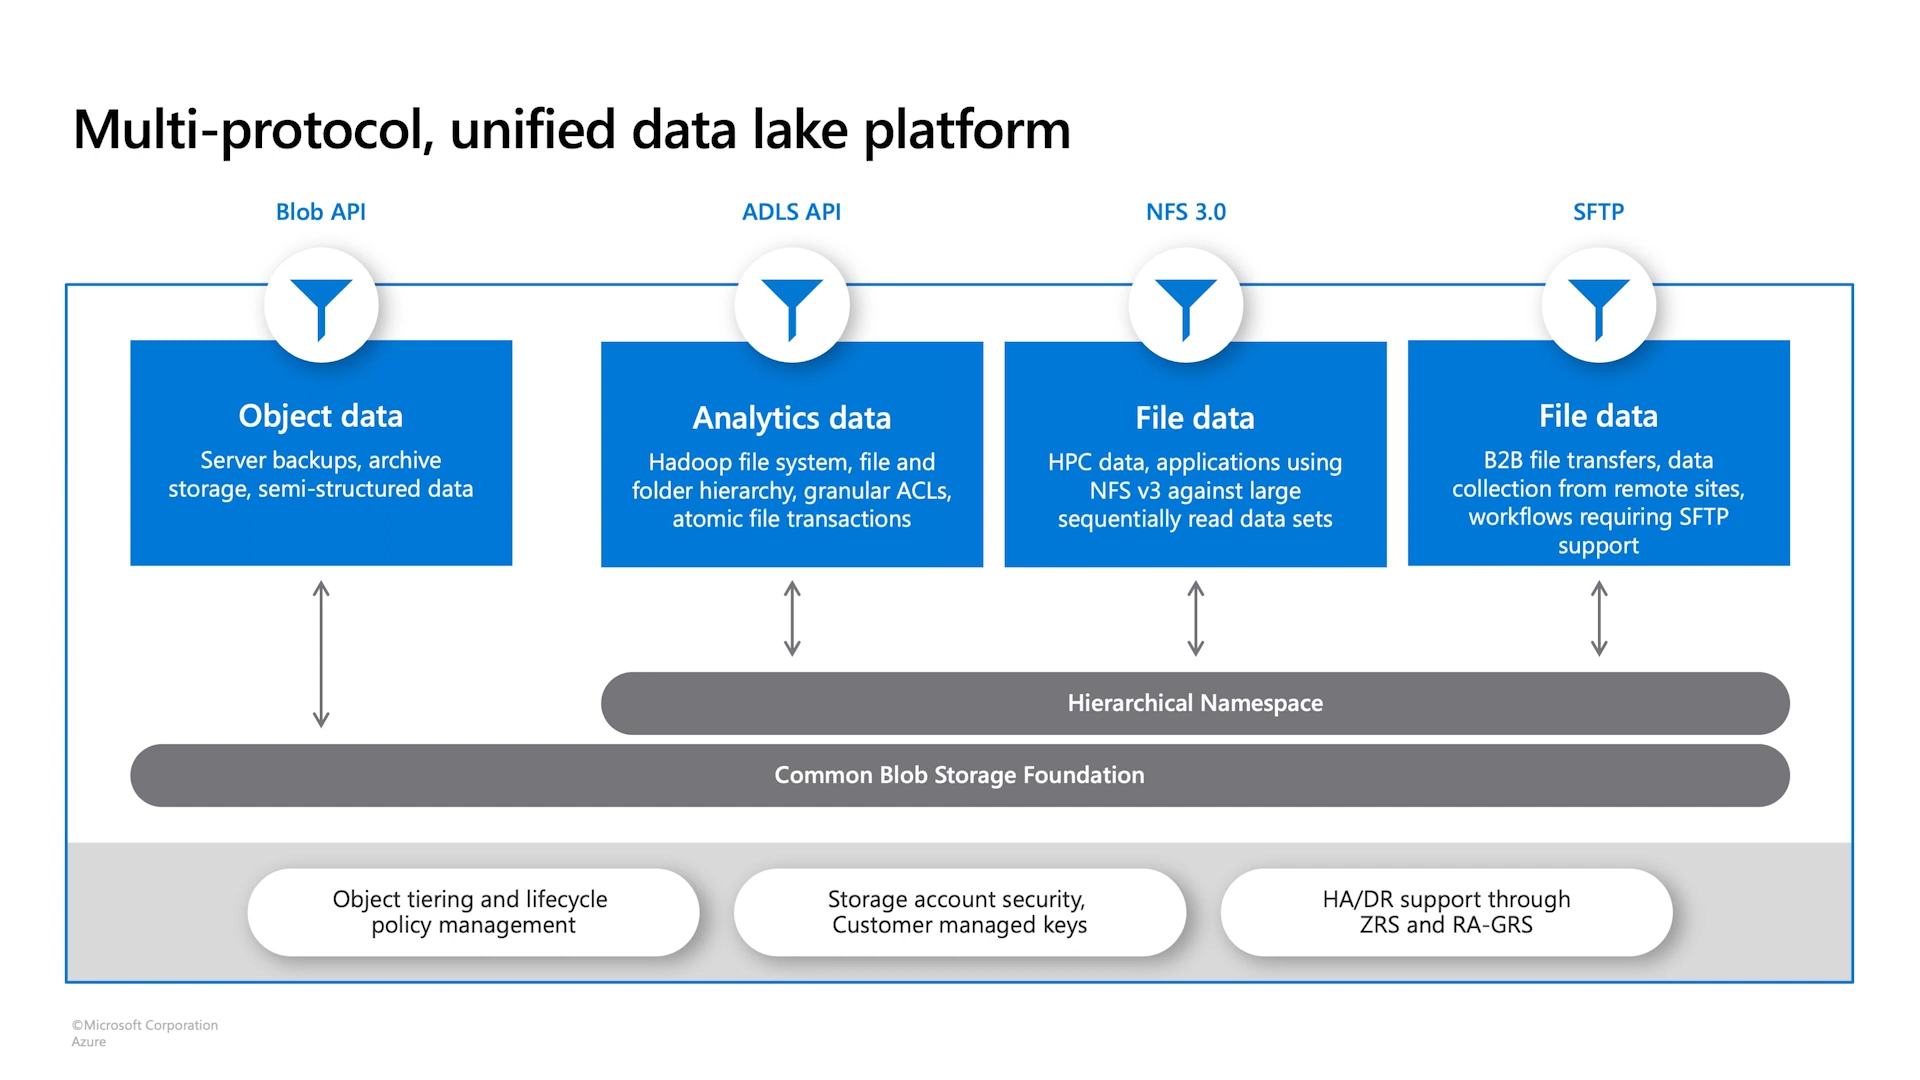 Multi-protocol, unified data lake platform
Blob API
ADLS API
NFS 3.0
SFTP
Object data
Server backups, archive
storage, semi-structured data
Analytics data
Hadoop file system, file and
folder hierarchy, granular ACLs,
atomic file transactions
File data
HPC data, applications using
NFS v3 against large
sequentially read data sets
File data
B2B file transfers, data
collection from remote sites,
workflows requiring SFTP
support
Hierarchical Namespace
Common Blob Storage Foundation
Object tiering and lifecycle
policy management
Storage account security,
Customer managed keys
HA/DR support through
ZRS and RA-GRS
©Microsoft Corporation
Azure